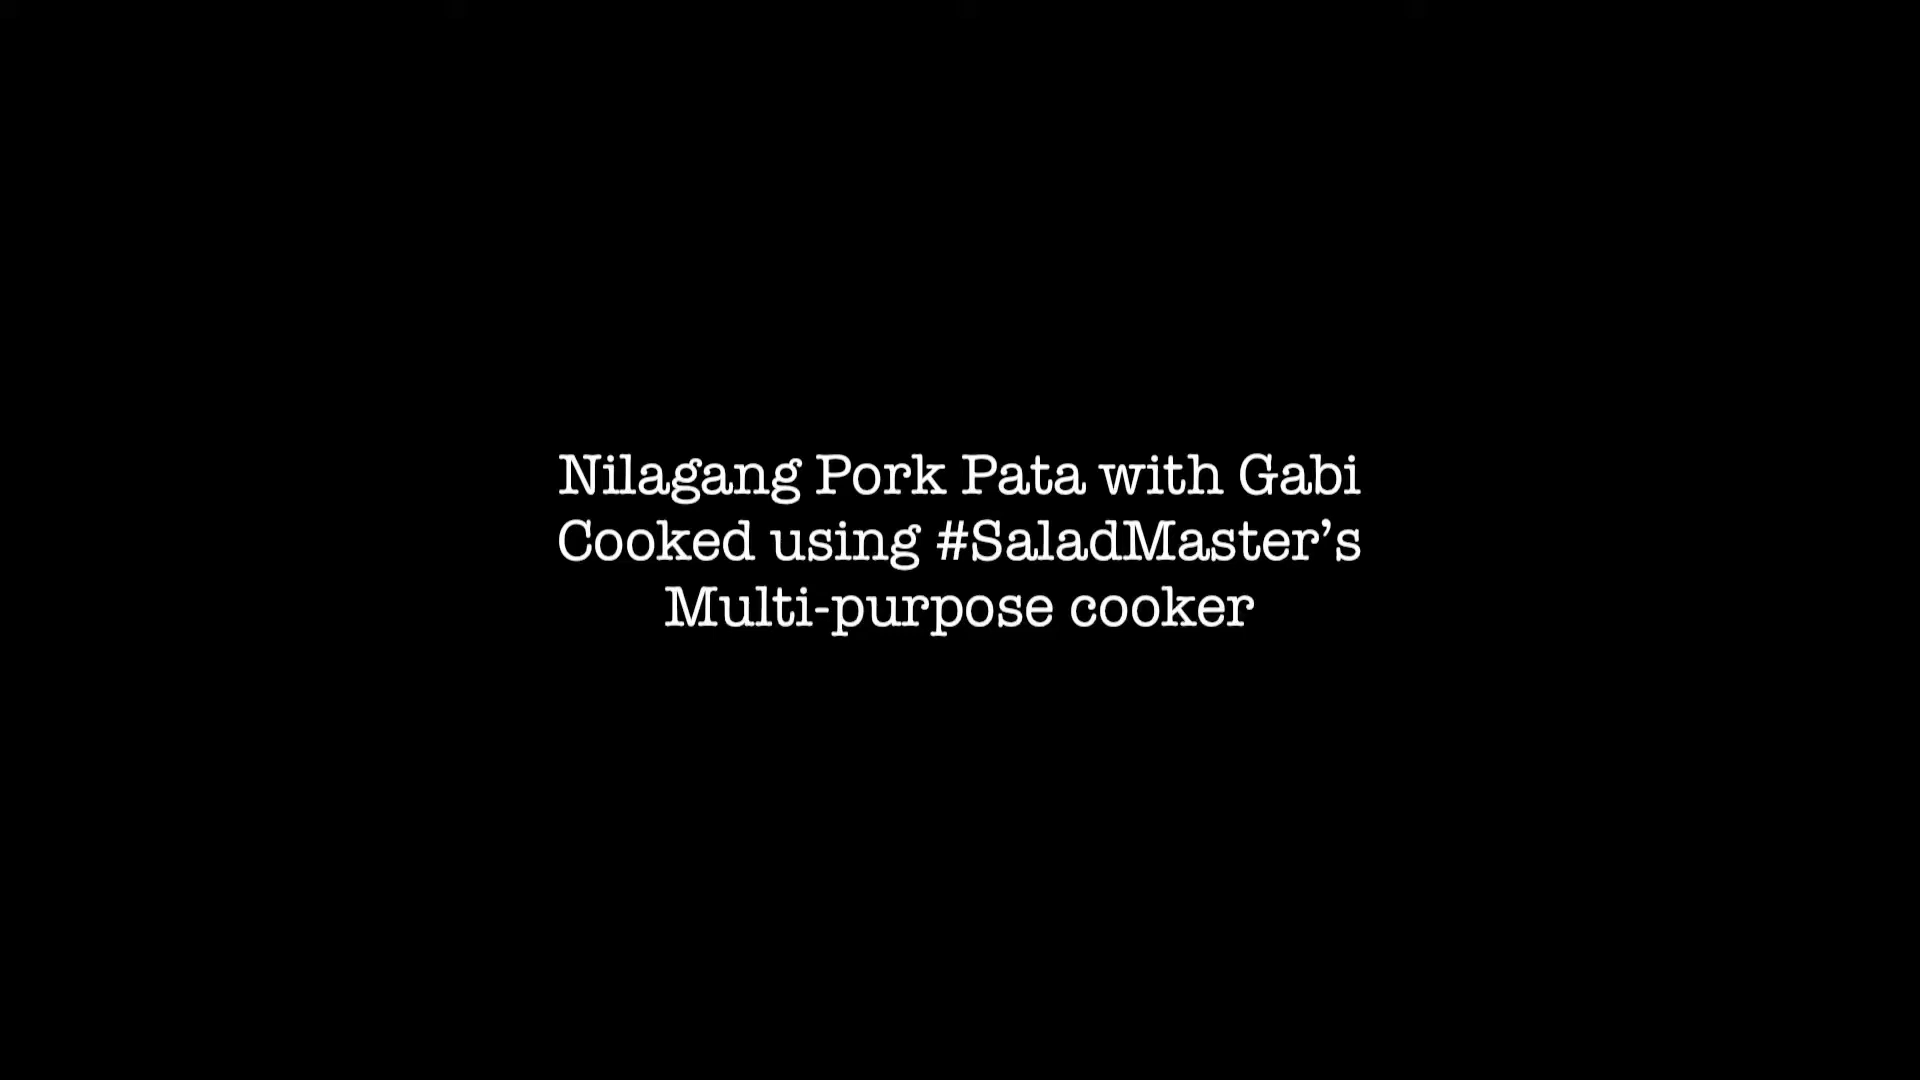 Nilagang Pork Pata with Gabi
Cooked using #SaladMaster’s
Multi-purpose cooker